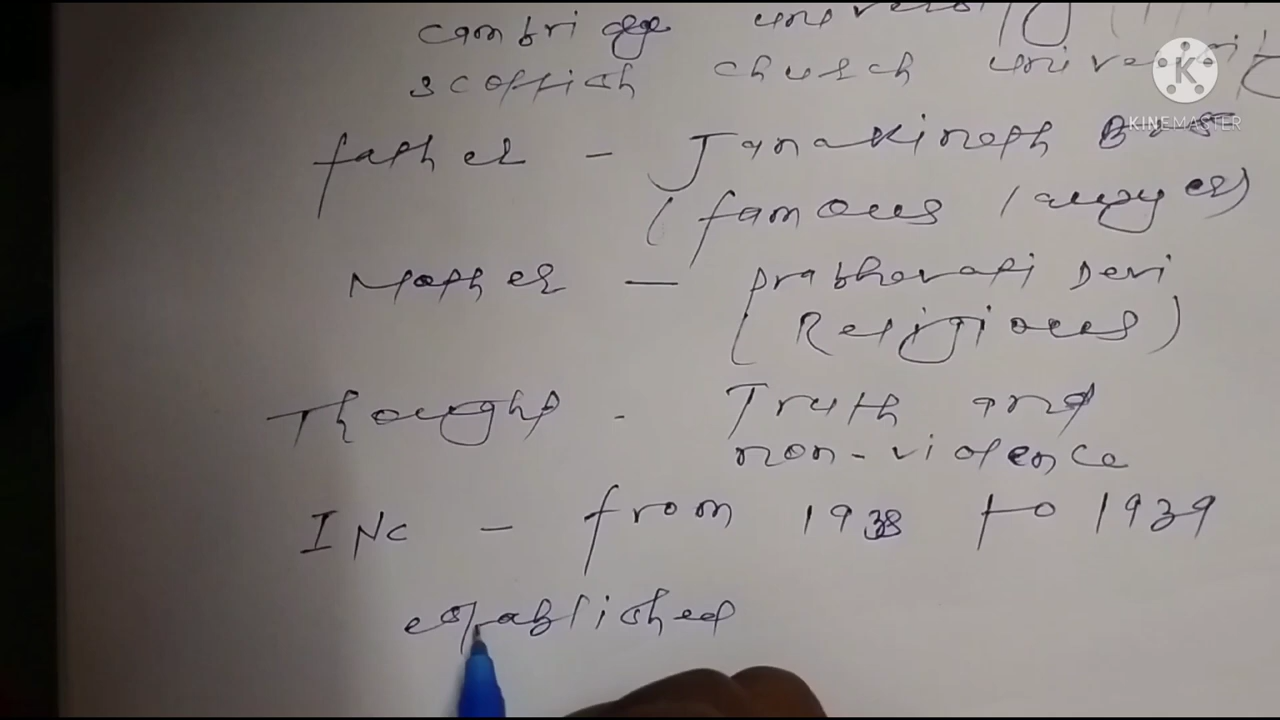 cambridge university
scottish church university
KINEMASTER
father - Janakinath Bose
(famous lawyer)
Mother - prabhavati Devi
(Religious)
Thought - Truth and
non-violence
INC - from 1938 to 1939
established